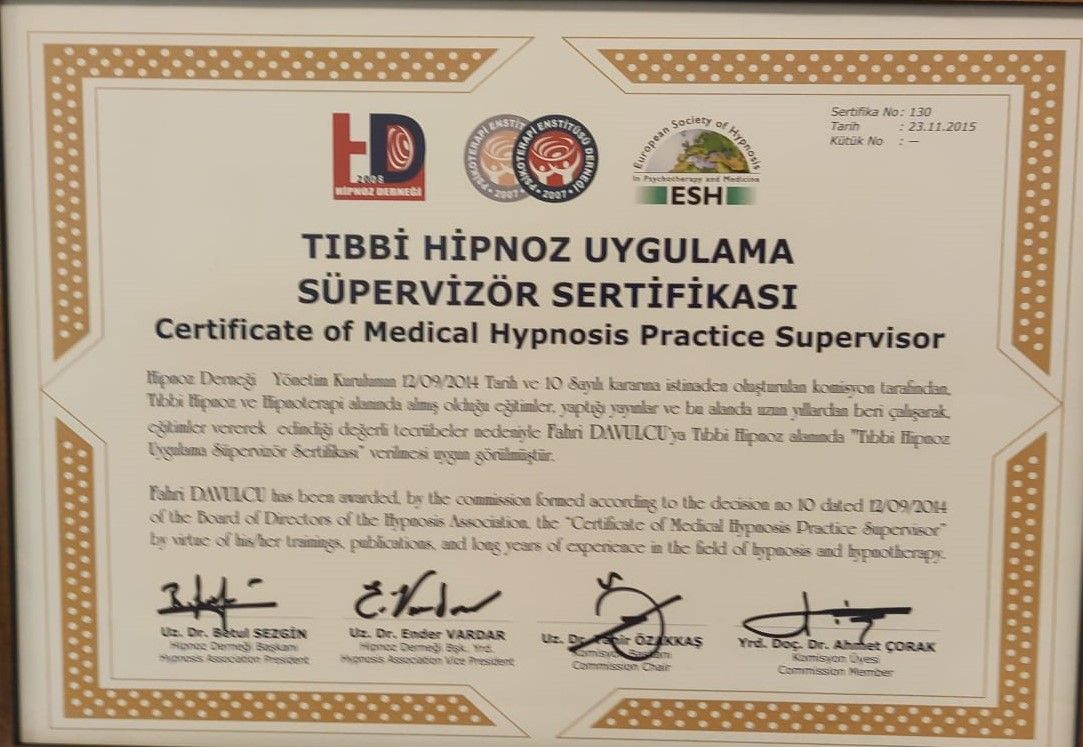 Sertifika No : 130
Tarih : 23.11.2015
Kütük No : —
HD
2008
HİPNOZ DERNEĞİ
PSİKOTERAPİ ENSTİT
2007
PSİKOTERAPİ ENSTİTÜSÜ DERNEĞİ
2007
European Society of Hypnosis
In Psychotherapy and Medicine
ESH
TIBBİ HİPNOZ UYGULAMA
SÜPERVİZÖR SERTİFİKASI
Certificate of Medical Hypnosis Practice Supervisor
Hipnoz Derneği Yönetim Kurulunun 12/09/2014 Tarih ve 10 Sayılı kararına istinaden oluşturulan komisyon tarafından,
Tıbbi Hipnoz ve Hipnoterapi alanında almış olduğu eğitimler, yaptığı yayınlar ve bu alanda uzun yıllardan beri çalışarak,
eğitimler vererek edindiği değerli tecrübeler nedeniyle Fahri DAVULCU'ya Tıbbi Hipnoz alanında "Tıbbi Hipnoz
Uygulama Süpervizör Sertifikası" verilmesi uygun görülmüştür.
Fahri DAVULCU has been awarded, by the commission formed according to the decision no 10 dated 12/09/2014
of the Board of Directors of the Hypnosis Association, the "Certificate of Medical Hypnosis Practice Supervisor"
by virtue of his/her trainings, publications, and long years of experience in the field of hypnosis and hypnotherapy.
E. Vardar
Uz. Dr. Betul SEZGİN
Hipnoz Derneği Başkanı
Hypnosis Association President
Uz. Dr. Ender VARDAR
Hipnoz Derneği Bşk. Yrd.
Hypnosis Association Vice President
Uz. Dr. Tahir ÖZAKKAŞ
Komisyon Başkanı
Commission Chair
Yrd. Doç. Dr. Ahmet ÇORAK
Komisyon Üyesi
Commission Member